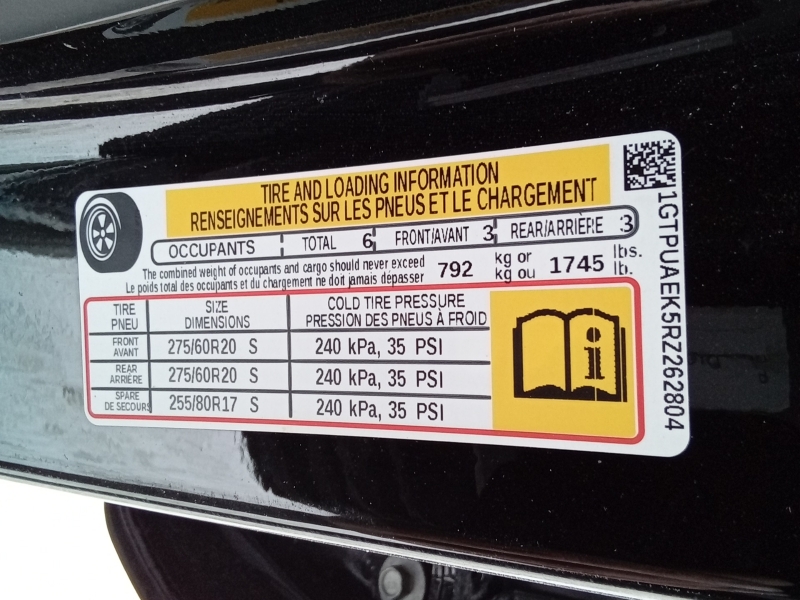 TIRE AND LOADING INFORMATION
RENSEIGNEMENTS SUR LES PNEUS ET LE CHARGEMENT
OCCUPANTS TOTAL 6 FRONT/AVANT 3 REAR/ARRIÈRE 3
The combined weight of occupants and cargo should never exceed 792 kg or 1745 lbs.
Le poids total des occupants et du chargement ne doit jamais dépasser kg ou lb.
TIRE SIZE COLD TIRE PRESSURE
PNEU DIMENSIONS PRESSION DES PNEUS À FROID
FRONT
AVANT 275/60R20 S 240 kPa, 35 PSI
REAR
ARRIÈRE 275/60R20 S 240 kPa, 35 PSI
SPARE
DE SECOURS 255/80R17 S 240 kPa, 35 PSI
i
1GTPUAEK5RZ262804